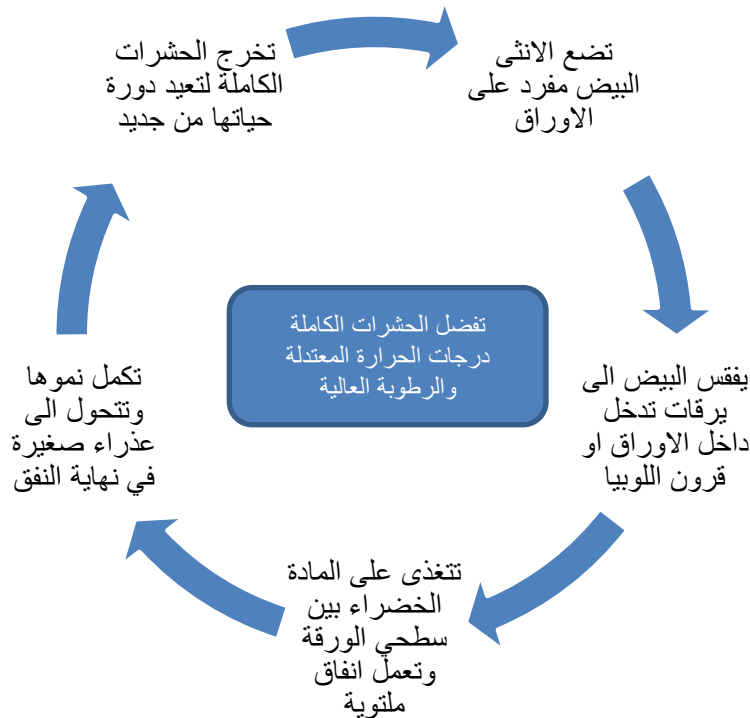 تضع الانثى
البيض مفرد على
الاوراق
يفقس البيض الى
يرقات تدخل
داخل الاوراق او
قرون اللوبيا
تتغذى على المادة
الخضراء بين
سطحي الورقة
وتعمل انفاق
ملتوية
تكمل نموها
وتتحول الى
عذراء صغيرة
في نهاية النفق
تخرج الحشرات
الكاملة لتعيد دورة
حياتها من جديد
تفضل الحشرات الكاملة
درجات الحرارة المعتدلة
والرطوبة العالية